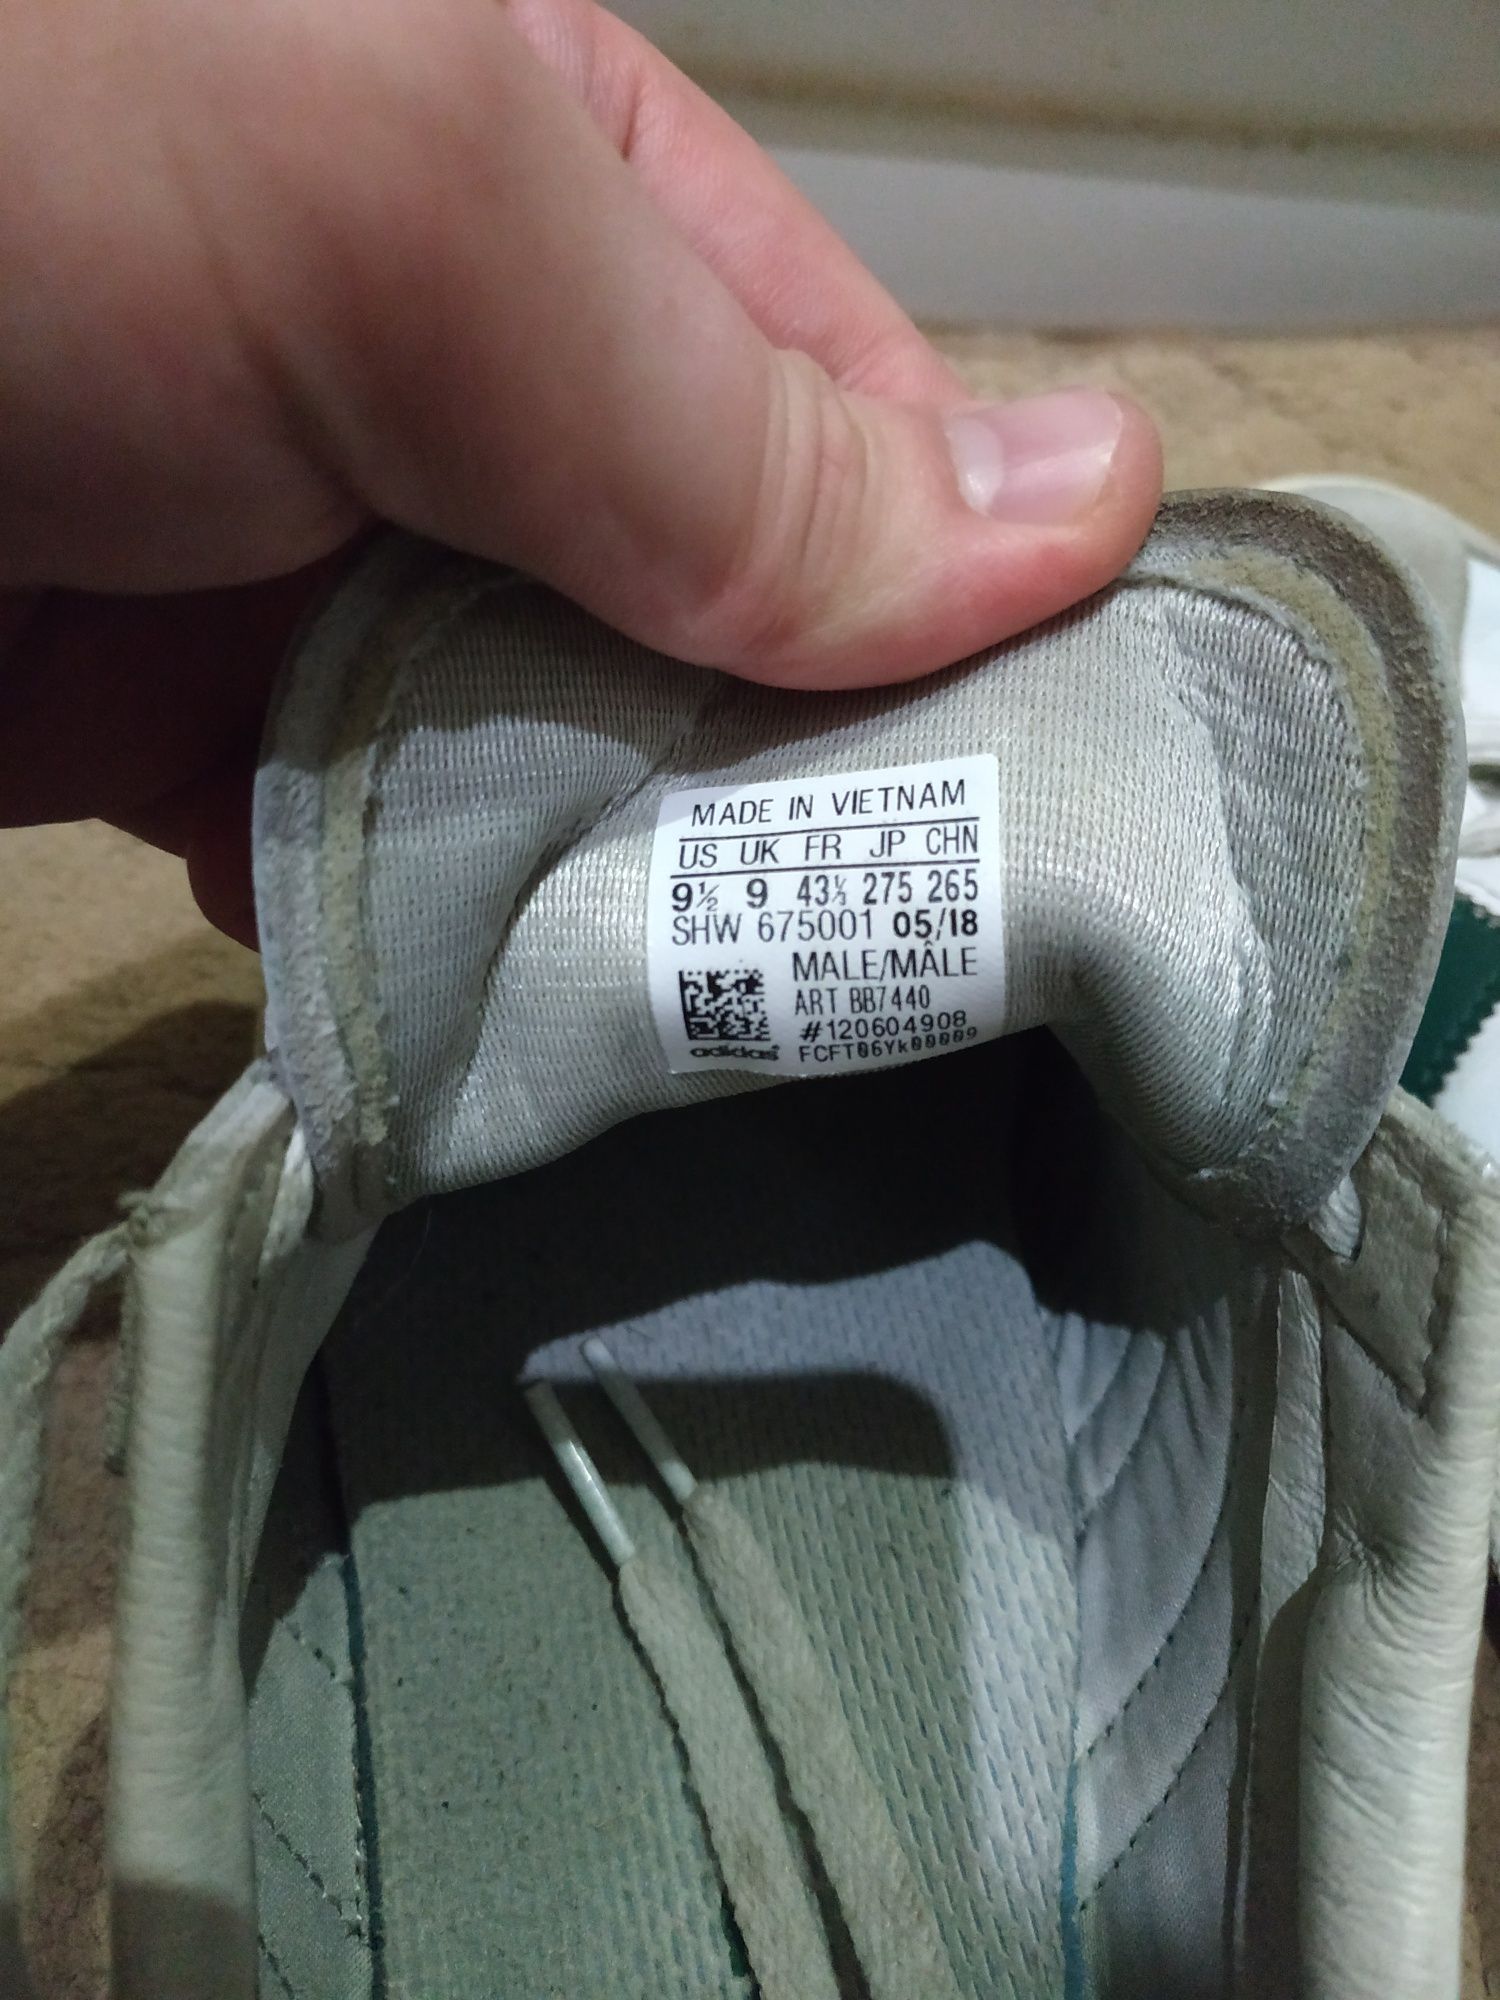 MADE IN VIETNAM
US UK FR JP CHN
9½ 9 43⅓ 275 265
SHW 675001 05/18
MALE/MÂLE
ART BB7440
#120604908
adidas FCFT06Yk00009